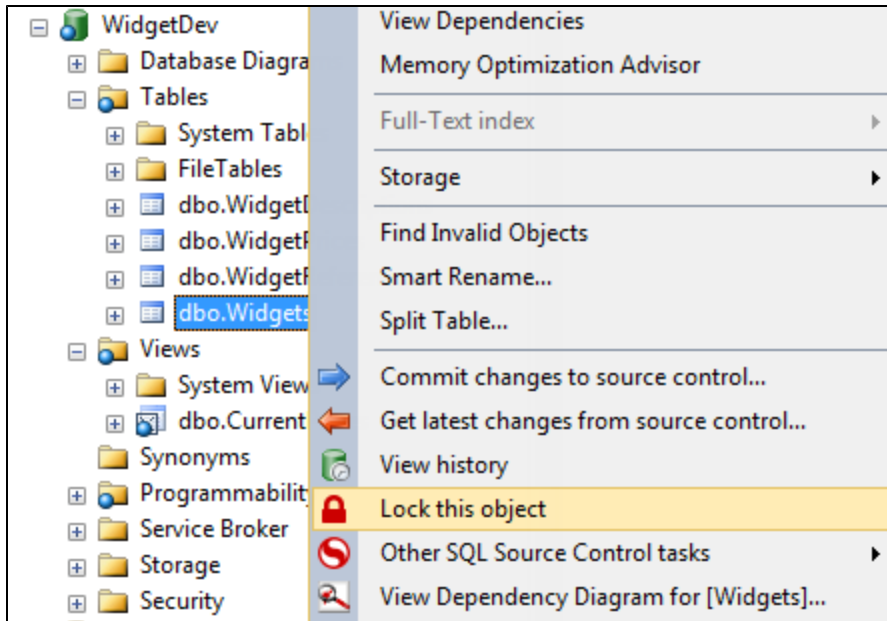 WidgetDev
Database Diagra
Tables
System Tabl
FileTables
dbo.Widget
dbo.Widget
dbo.Widget
dbo.Widgets
Views
System View
dbo.Current
Synonyms
Programmabilit
Service Broker
Storage
Security
View Dependencies
Memory Optimization Advisor
Full-Text index
Storage
Find Invalid Objects
Smart Rename...
Split Table...
Commit changes to source control...
Get latest changes from source control...
View history
Lock this object
Other SQL Source Control tasks
View Dependency Diagram for [Widgets]...